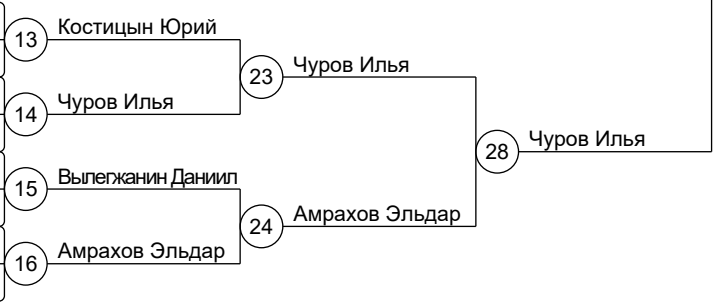 13 Костицын Юрий
23 Чуров Илья
14 Чуров Илья
28 Чуров Илья
15 Вылегжанин Даниил
24 Амрахов Эльдар
16 Амрахов Эльдар